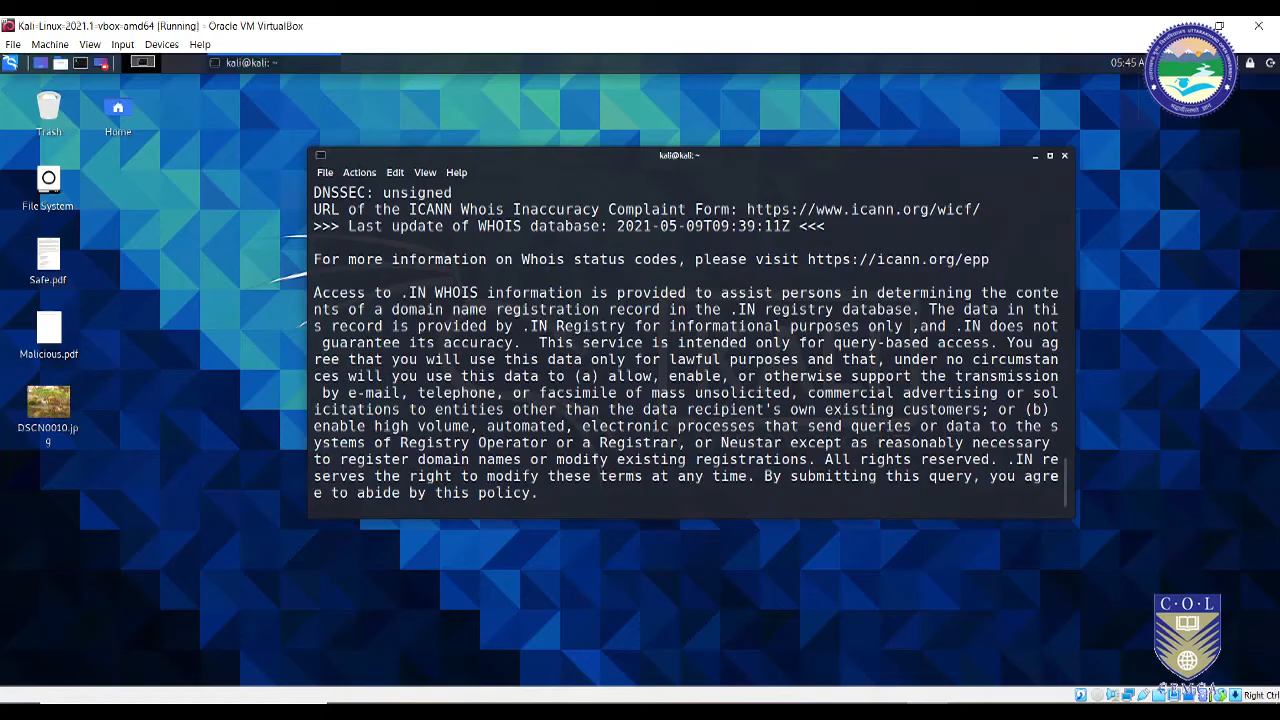 Kali-Linux-2021.1-vbox-amd64 [Running] - Oracle VM VirtualBox
File Machine View Input Devices Help
kali@kali: ~
05:45
Trash
Home
File System
Safe.pdf
Malicious.pdf
DSCN0010.jp
g
kali@kali: ~
File Actions Edit View Help
DNSSEC: unsigned
URL of the ICANN Whois Inaccuracy Complaint Form: https://www.icann.org/wicf/
>>> Last update of WHOIS database: 2021-05-09T09:39:11Z <<<
For more information on Whois status codes, please visit https://icann.org/epp
Access to .IN WHOIS information is provided to assist persons in determining the conte
nts of a domain name registration record in the .IN registry database. The data in thi
s record is provided by .IN Registry for informational purposes only ,and .IN does not
guarantee its accuracy.  This service is intended only for query-based access. You ag
ree that you will use this data only for lawful purposes and that, under no circumstan
ces will you use this data to (a) allow, enable, or otherwise support the transmission
by e-mail, telephone, or facsimile of mass unsolicited, commercial advertising or sol
icitations to entities other than the data recipient's own existing customers; or (b)
enable high volume, automated, electronic processes that send queries or data to the s
ystems of Registry Operator or a Registrar, or Neustar except as reasonably necessary
to register domain names or modify existing registrations. All rights reserved. .IN re
serves the right to modify these terms at any time. By submitting this query, you agre
e to abide by this policy.
C·O·L
Right Ctrl